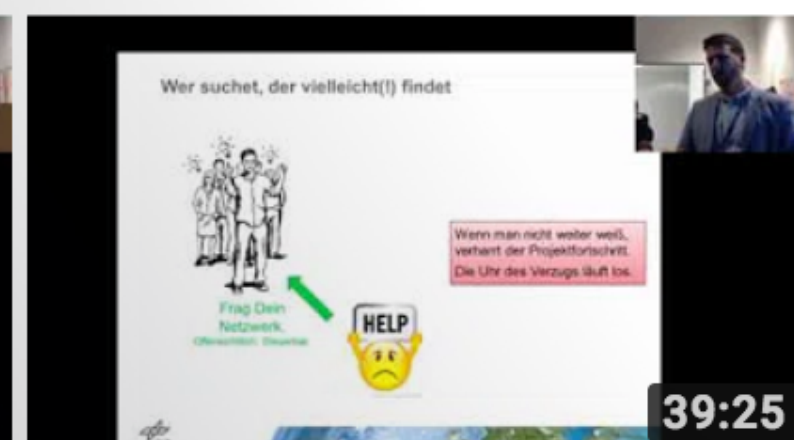 Wer suchet, der vielleicht(!) findet
Wenn man nicht weiter weiß,
verharrt der Projektfortschritt.
Die Uhr des Verzugs läuft los.
Frag Dein
Netzwerk.
HELP
39:25